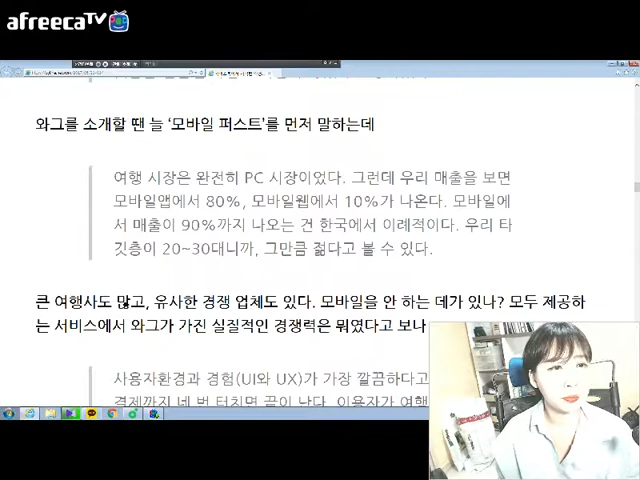 afreecaTV
와그를 소개할 땐 늘 '모바일 퍼스트'를 먼저 말하는데
여행 시장은 완전히 PC 시장이었다. 그런데 우리 매출을 보면
모바일앱에서 80%, 모바일웹에서 10%가 나온다. 모바일에
서 매출이 90%까지 나오는 건 한국에서 이례적이다. 우리 타
깃층이 20~30대니까, 그만큼 젊다고 볼 수 있다.
큰 여행사도 많고, 유사한 경쟁 업체도 있다. 모바일을 안 하는 데가 있나? 모두 제공하
는 서비스에서 와그가 가진 실질적인 경쟁력은 뭐였다고 보나
사용자환경과 경험(UI와 UX)가 가장 깔끔하다고
결제까지 네 번 터치면 끝이 난다. 이용자가 여행